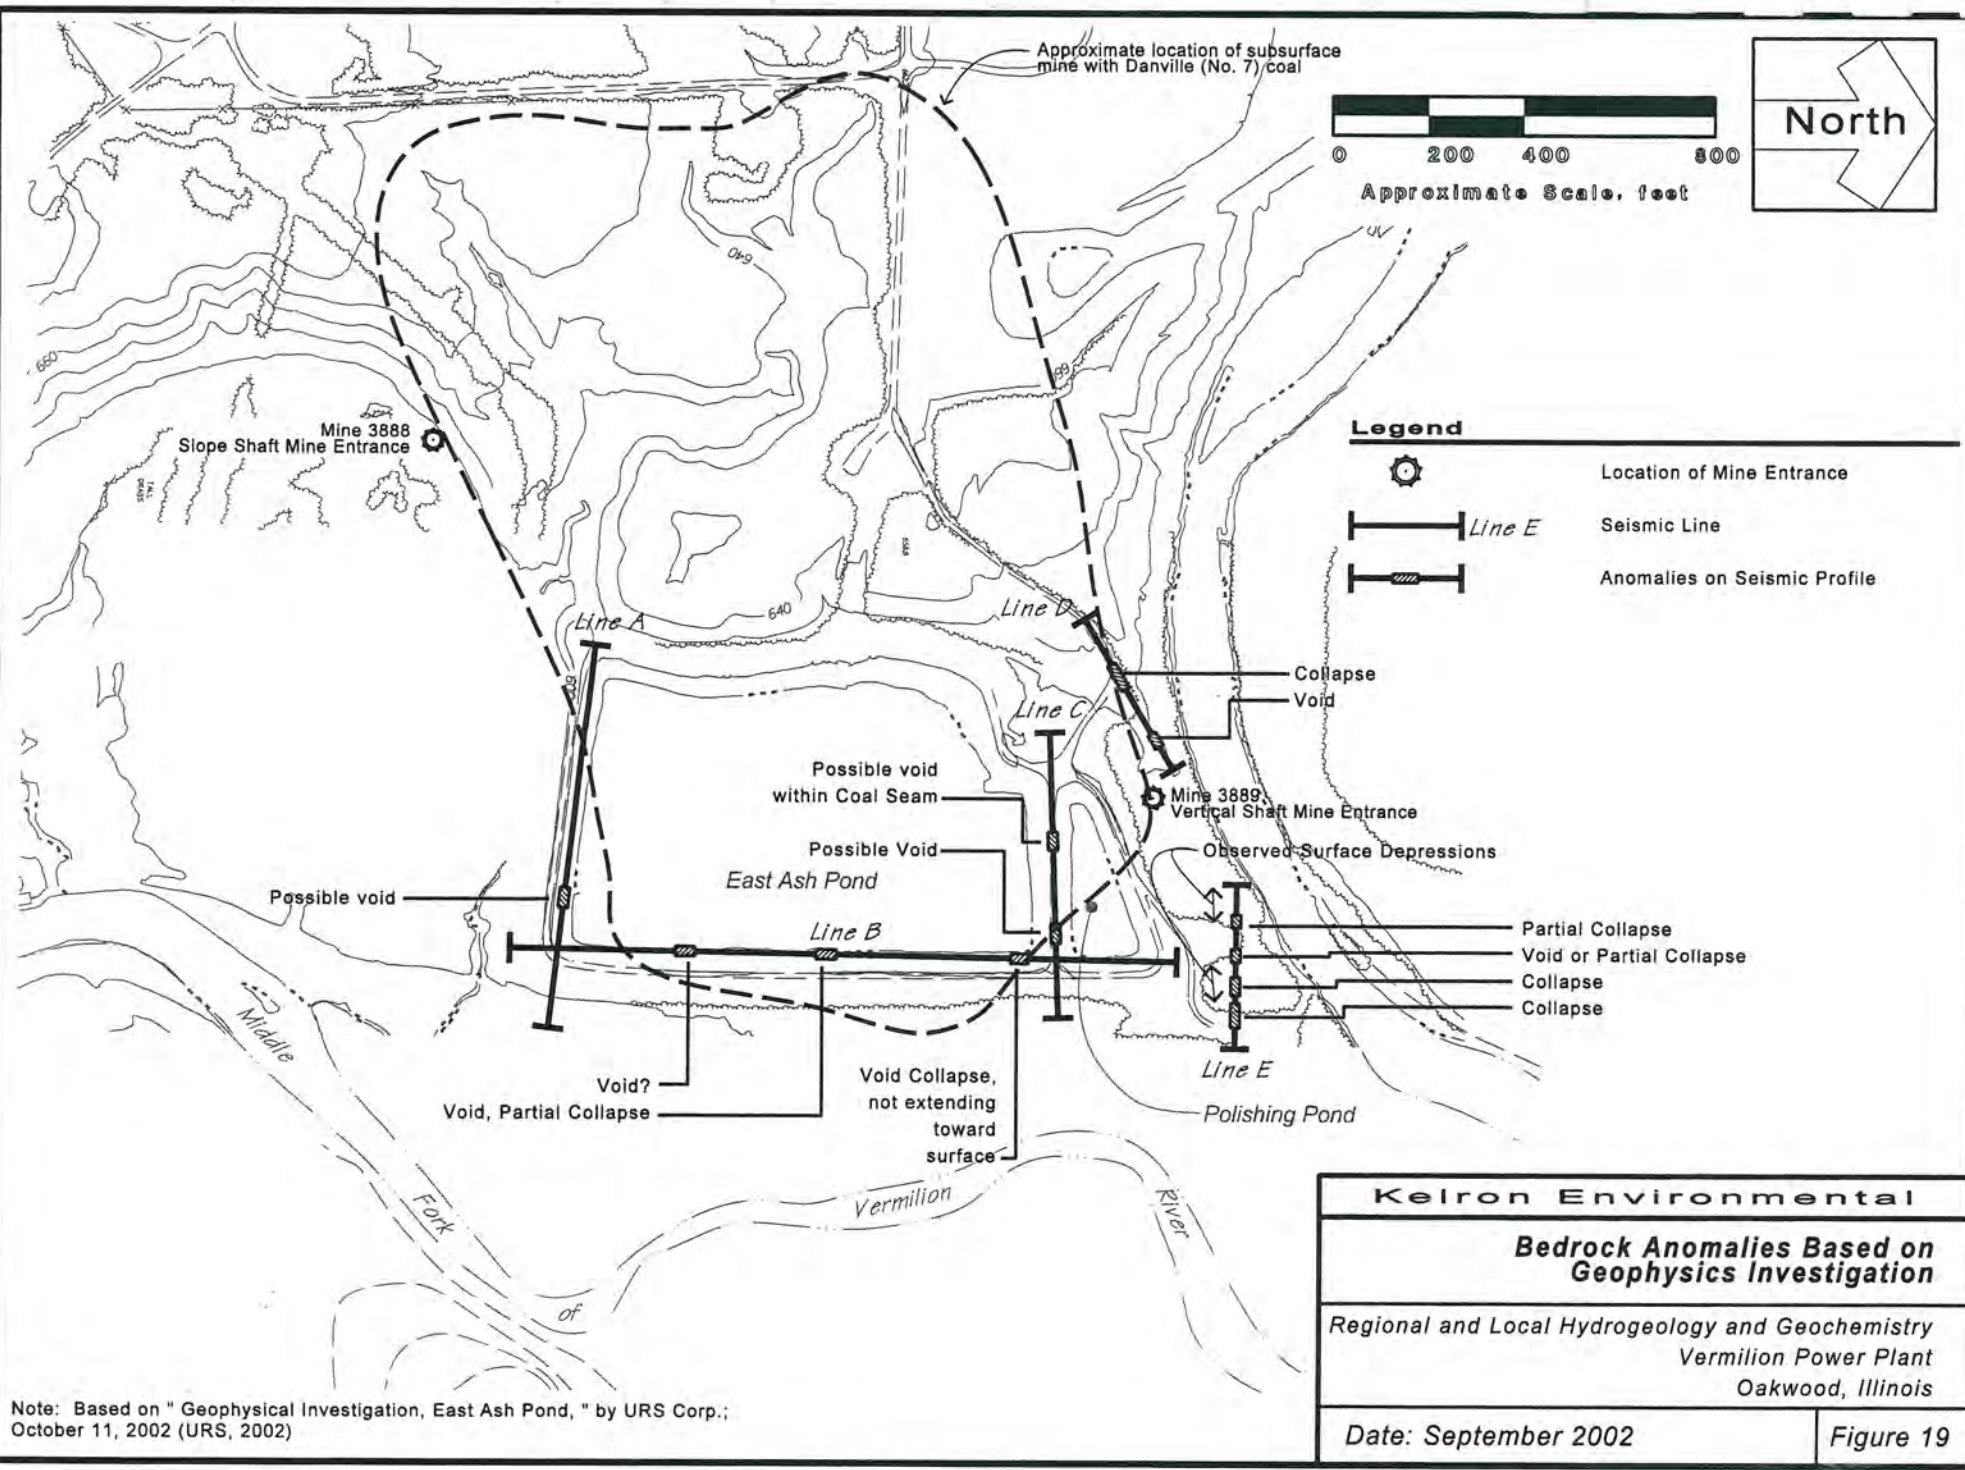 Approximate location of subsurface
mine with Danville (No. 7) coal
0 200 400 800
Approximate Scale, feet
North
640
660
Mine 3888
Slope Shaft Mine Entrance
TALL
GRASS
Legend
Location of Mine Entrance
Line E
Seismic Line
Anomalies on Seismic Profile
640
Line A
Line D
Line C
Collapse
Void
Possible void
within Coal Seam
Mine 3889
Vertical Shaft Mine Entrance
Possible Void
Observed Surface Depressions
East Ash Pond
Possible void
Line B
Partial Collapse
Void or Partial Collapse
Collapse
Collapse
Line E
Void?
Void, Partial Collapse
Void Collapse,
not extending
toward
surface
Polishing Pond
Middle
Fork
of
Vermilion
River
Kelron Environmental
Bedrock Anomalies Based on
Geophysics Investigation
Regional and Local Hydrogeology and Geochemistry
Vermilion Power Plant
Oakwood, Illinois
Date: September 2002
Figure 19
Note: Based on " Geophysical Investigation, East Ash Pond, " by URS Corp.;
October 11, 2002 (URS, 2002)